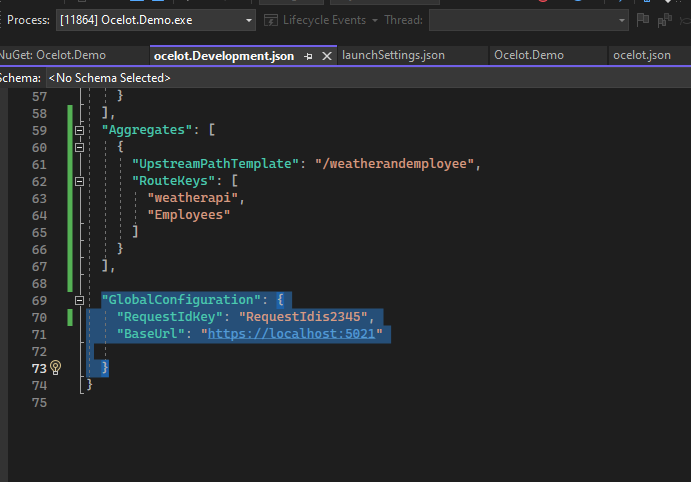 Process: [11864] Ocelot.Demo.exe Lifecycle Events Thread:
NuGet: Ocelot.Demo ocelot.Development.json launchSettings.json Ocelot.Demo ocelot.json
Schema: <No Schema Selected>
57 }
58 ],
59 "Aggregates": [
60 {
61 "UpstreamPathTemplate": "/weatherandemployee",
62 "RouteKeys": [
63 "weatherapi",
64 "Employees"
65 ]
66 }
67 ],
68
69 "GlobalConfiguration": {
70 "RequestIdKey": "RequestIdis2345",
71 "BaseUrl": "https://localhost:5021"
72
73 }
74 }
75